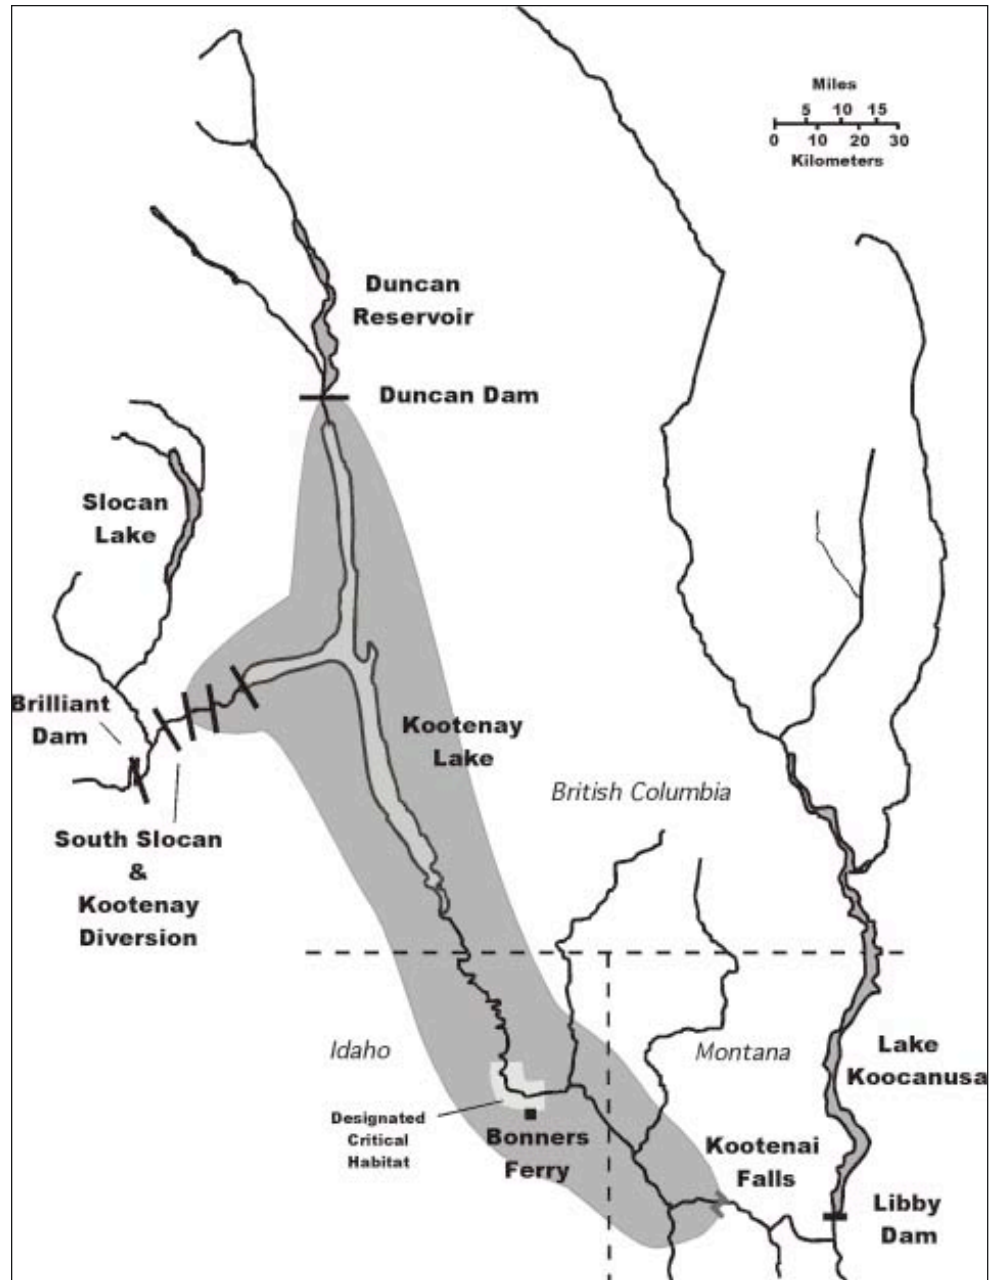 Miles
5 10 15
0 10 20 30
Kilometers
Duncan
Reservoir
Duncan Dam
Slocan
Lake
Brilliant
Dam
Kootenay
Lake
British Columbia
South Slocan
&
Kootenay
Diversion
Idaho
Montana
Lake
Koocanusa
Designated
Critical
Habitat
Bonners
Ferry
Kootenai
Falls
Libby
Dam